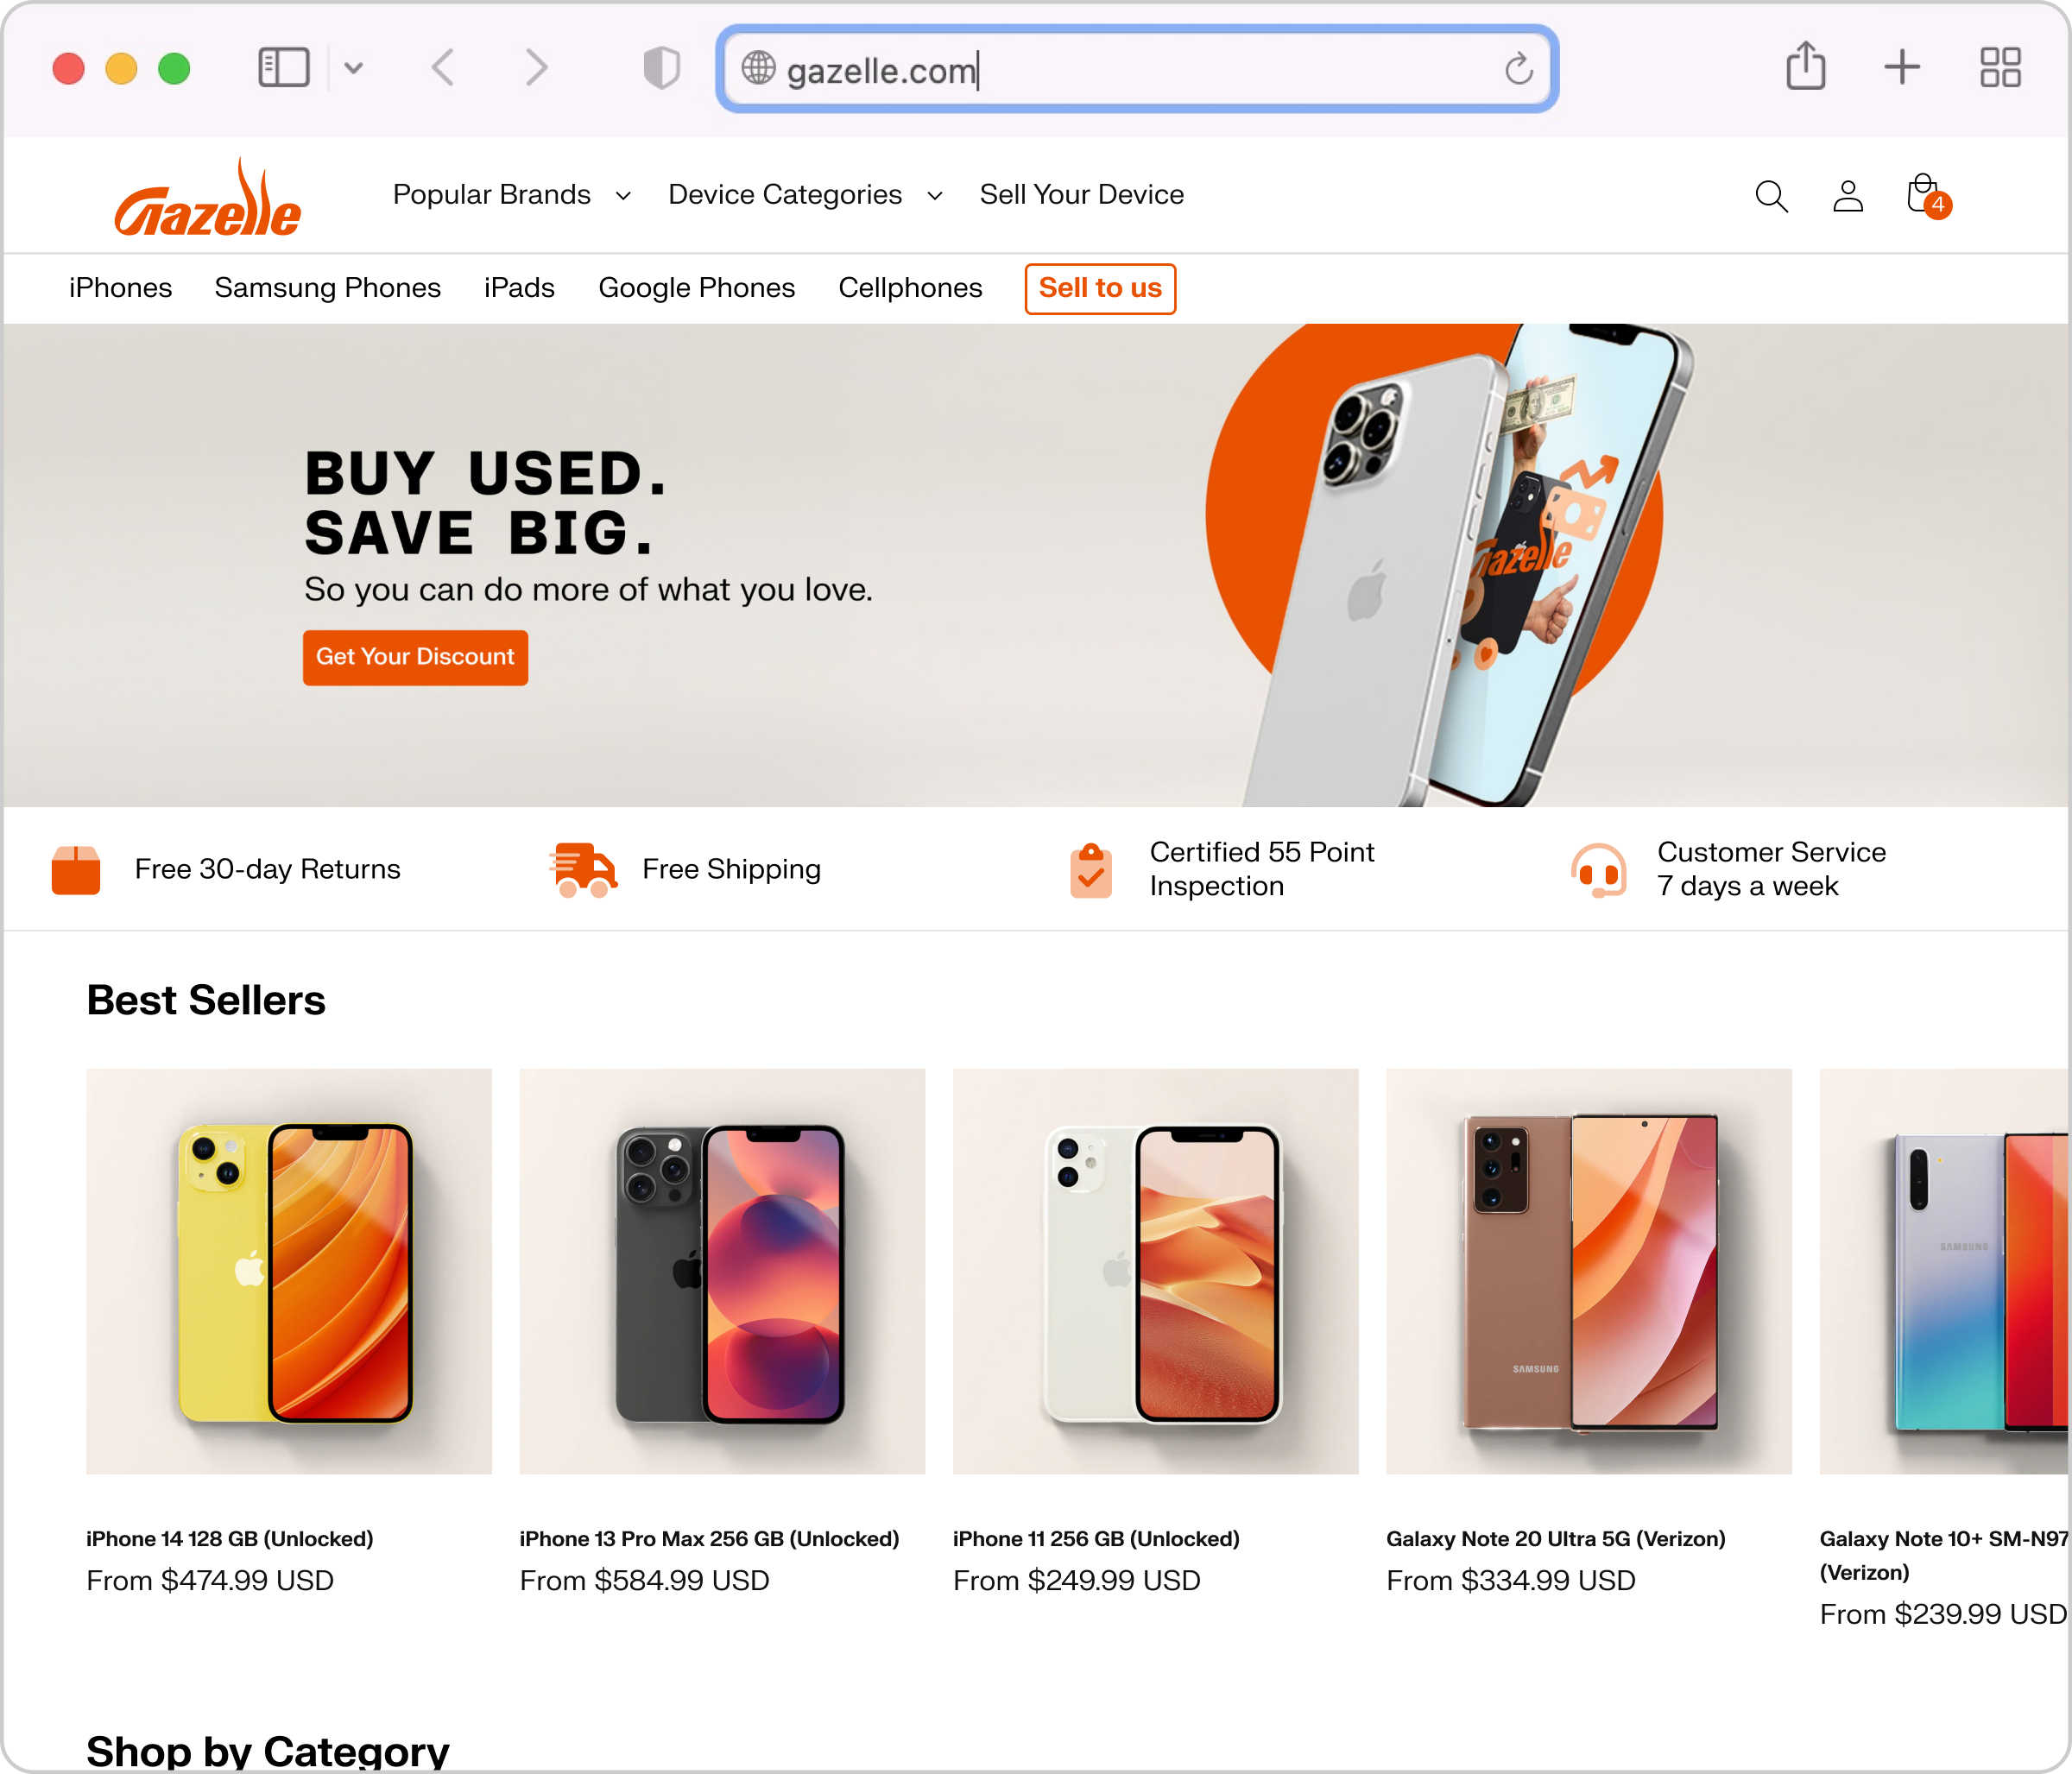 gazelle.com
Gazelle
Popular Brands
Device Categories
Sell Your Device
4
iPhones
Samsung Phones
iPads
Google Phones
Cellphones
Sell to us
BUY USED.
SAVE BIG.
So you can do more of what you love.
Get Your Discount
Gazelle
Free 30-day Returns
Free Shipping
Certified 55 Point
Inspection
Customer Service
7 days a week
Best Sellers
SAMSUNG
SAMSUNG
iPhone 14 128 GB (Unlocked)
From $474.99 USD
iPhone 13 Pro Max 256 GB (Unlocked)
From $584.99 USD
iPhone 11 256 GB (Unlocked)
From $249.99 USD
Galaxy Note 20 Ultra 5G (Verizon)
From $334.99 USD
Galaxy Note 10+ SM-N97
(Verizon)
From $239.99 USD
Shop by Category